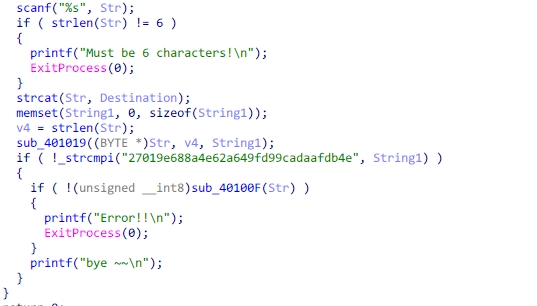 scanf("%s", Str);
if ( strlen(Str) != 6 )
{
printf("Must be 6 characters!\n");
ExitProcess(0);
}
strcat(Str, Destination);
memset(String1, 0, sizeof(String1));
v4 = strlen(Str);
sub_401019((BYTE *)Str, v4, String1);
if ( !_strcmpi("27019e688a4e62a649fd99cadaafdb4e", String1) )
{
if ( !(unsigned __int8)sub_40100F(Str) )
{
printf("Error!!\n");
ExitProcess(0);
}
printf("bye ~~\n");
}
}